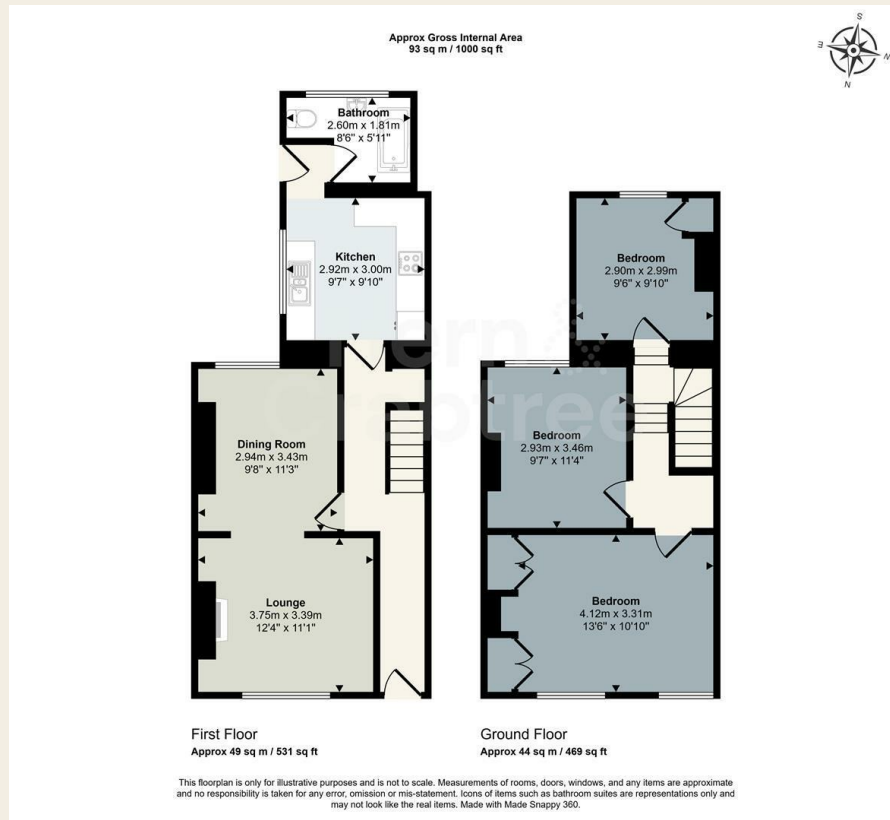 Approx Gross Internal Area
93 sq m / 1000 sq ft
S
E
W
N
Bathroom
2.60m x 1.81m
8'6" x 5'11"
Kitchen
2.92m x 3.00m
9'7" x 9'10"
Bedroom
2.90m x 2.99m
9'6" x 9'10"
Hern & Crabtree
Dining Room
2.94m x 3.43m
9'8" x 11'3"
Bedroom
2.93m x 3.46m
9'7" x 11'4"
Lounge
3.75m x 3.39m
12'4" x 11'1"
Bedroom
4.12m x 3.31m
13'6" x 10'10"
First Floor
Approx 49 sq m / 531 sq ft
Ground Floor
Approx 44 sq m / 469 sq ft
This floorplan is only for illustrative purposes and is not to scale. Measurements of rooms, doors, windows, and any items are approximate
and no responsibility is taken for any error, omission or mis-statement. Icons of items such as bathroom suites are representations only and
may not look like the real items. Made with Made Snappy 360.